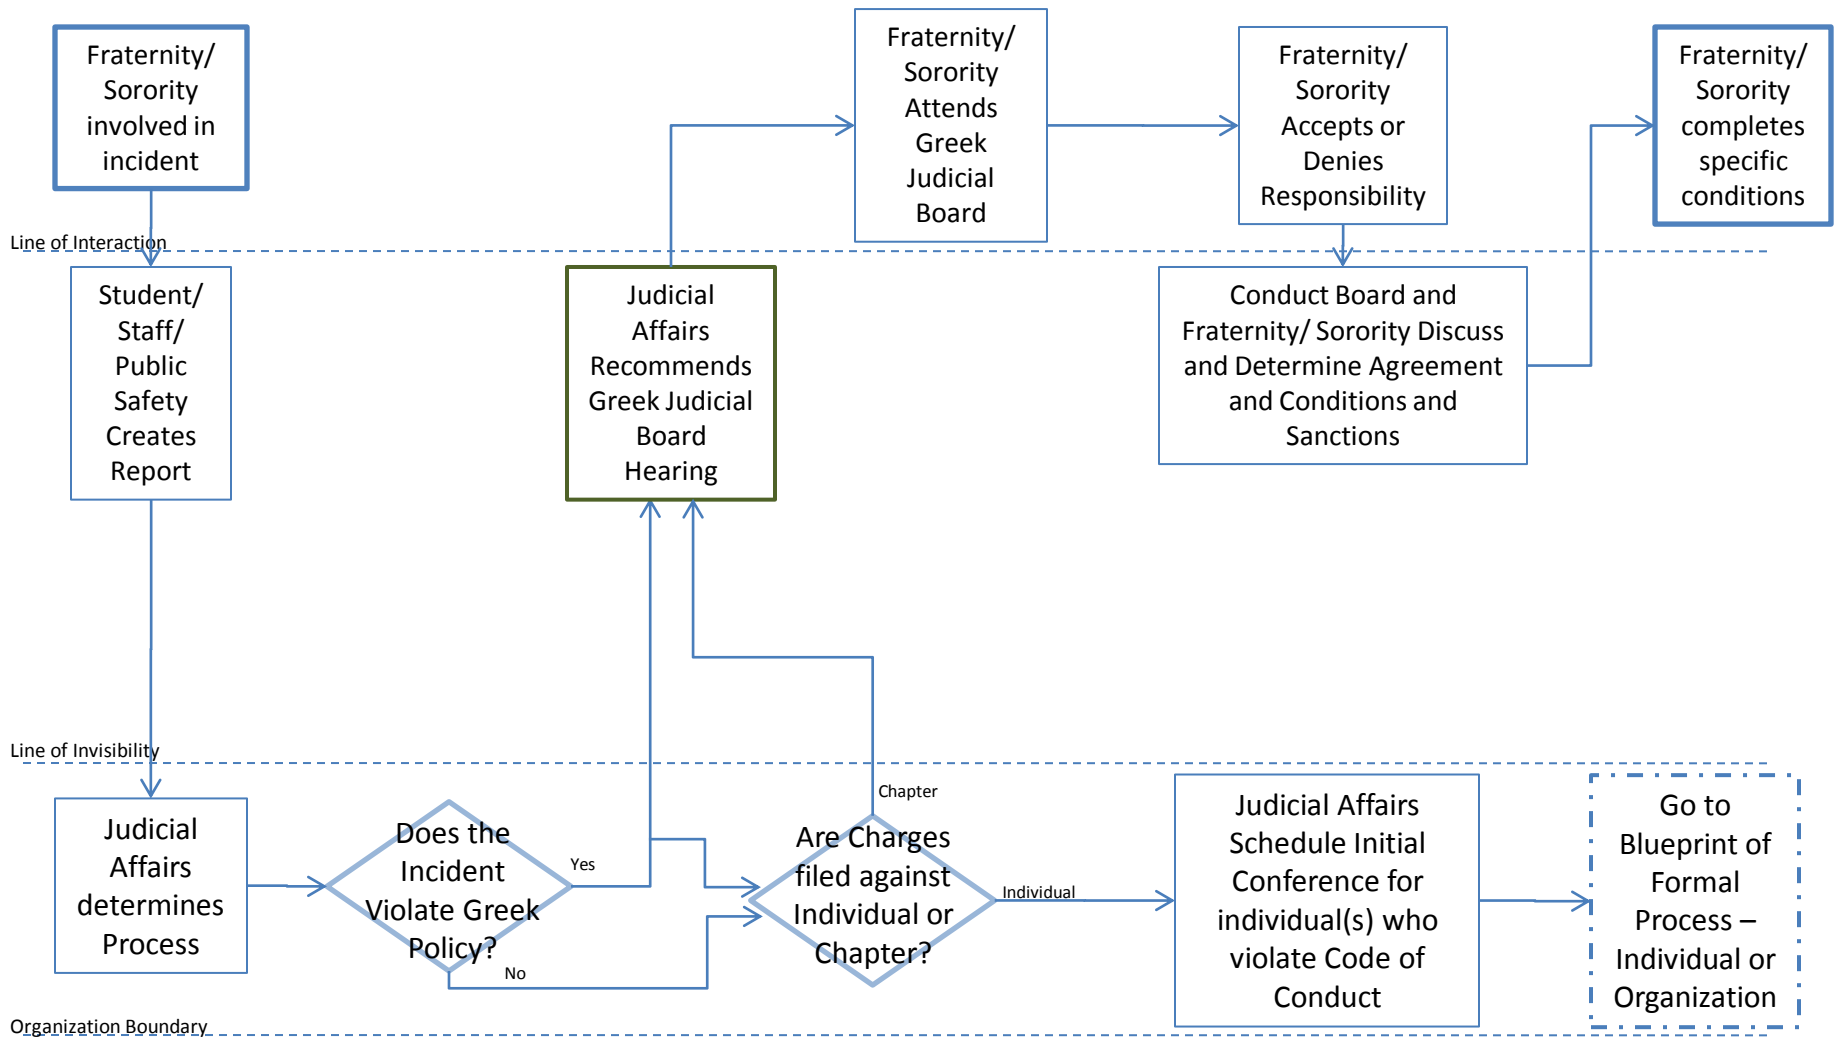 Fraternity/
Sorority
involved in
incident
Fraternity/
Sorority
Attends
Greek
Judicial
Board
Fraternity/
Sorority
Accepts or
Denies
Responsibility
Fraternity/
Sorority
completes
specific
conditions
Line of Interaction
Student/
Staff/
Public
Safety
Creates
Report
Judicial
Affairs
Recommends
Greek Judicial
Board
Hearing
Conduct Board and
Fraternity/ Sorority Discuss
and Determine Agreement
and Conditions and
Sanctions
Line of Invisibility
Judicial
Affairs
determines
Process
Does the
Incident
Violate Greek
Policy?
Yes
No
Chapter
Are Charges
filed against
Individual or
Chapter?
Individual
Judicial Affairs
Schedule Initial
Conference for
individual(s) who
violate Code of
Conduct
Go to
Blueprint of
Formal
Process –
Individual or
Organization
Organization Boundary